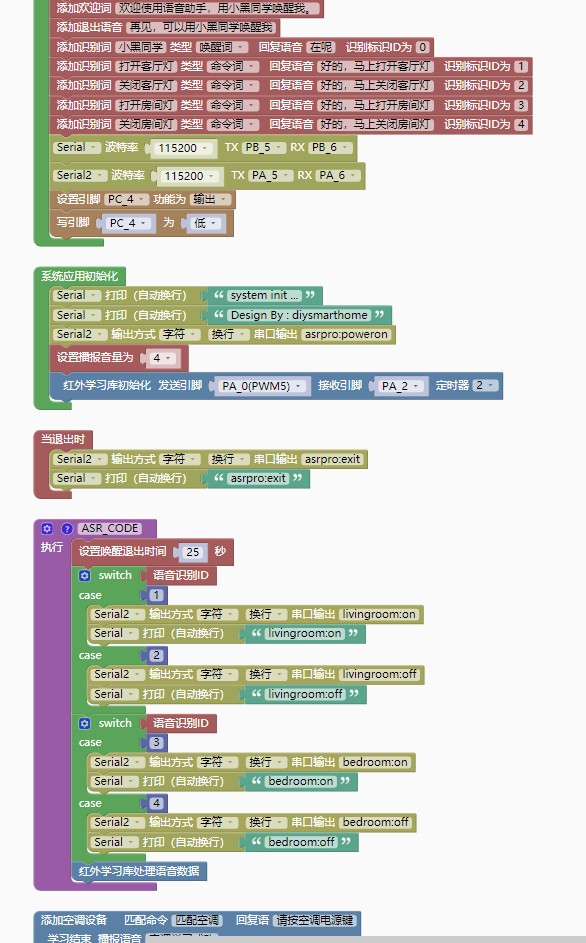 添加欢迎词 欢迎使用语音助手，用小黑同学唤醒我。
添加退出语音 再见，可以用小黑同学唤醒我
添加识别词 小黑同学 类型 唤醒词 回复语音 在呢 识别标识ID为 0
添加识别词 打开客厅灯 类型 命令词 回复语音 好的，马上打开客厅灯 识别标识ID为 1
添加识别词 关闭客厅灯 类型 命令词 回复语音 好的，马上关闭客厅灯 识别标识ID为 2
添加识别词 打开房间灯 类型 命令词 回复语音 好的，马上打开房间灯 识别标识ID为 3
添加识别词 关闭房间灯 类型 命令词 回复语音 好的，马上关闭房间灯 识别标识ID为 4
Serial 波特率 115200 TX PB_5 RX PB_6
Serial2 波特率 115200 TX PA_5 RX PA_6
设置引脚 PC_4 功能为 输出
写引脚 PC_4 为 低
系统应用初始化
Serial 打印（自动换行） “ system init ... ”
Serial 打印（自动换行） “ Design By : diysmarthome ”
Serial2 输出方式 字符 换行 串口输出 asrpro:poweron
设置播报音量为 4
红外学习库初始化 发送引脚 PA_0(PWM5) 接收引脚 PA_2 定时器 2
当退出时
Serial2 输出方式 字符 换行 串口输出 asrpro:exit
Serial 打印（自动换行） “ asrpro:exit ”
? ASR_CODE
执行 设置唤醒退出时间 25 秒
switch 语音识别ID
case 1
Serial2 输出方式 字符 换行 串口输出 livingroom:on
Serial 打印（自动换行） “ livingroom:on ”
case 2
Serial2 输出方式 字符 换行 串口输出 livingroom:off
Serial 打印（自动换行） “ livingroom:off ”
switch 语音识别ID
case 3
Serial2 输出方式 字符 换行 串口输出 bedroom:on
Serial 打印（自动换行） “ bedroom:on ”
case 4
Serial2 输出方式 字符 换行 串口输出 bedroom:off
Serial 打印（自动换行） “ bedroom:off ”
红外学习库处理语音数据
添加空调设备 匹配命令 匹配空调 回复语 请按空调电源键
学习结束 播报语音